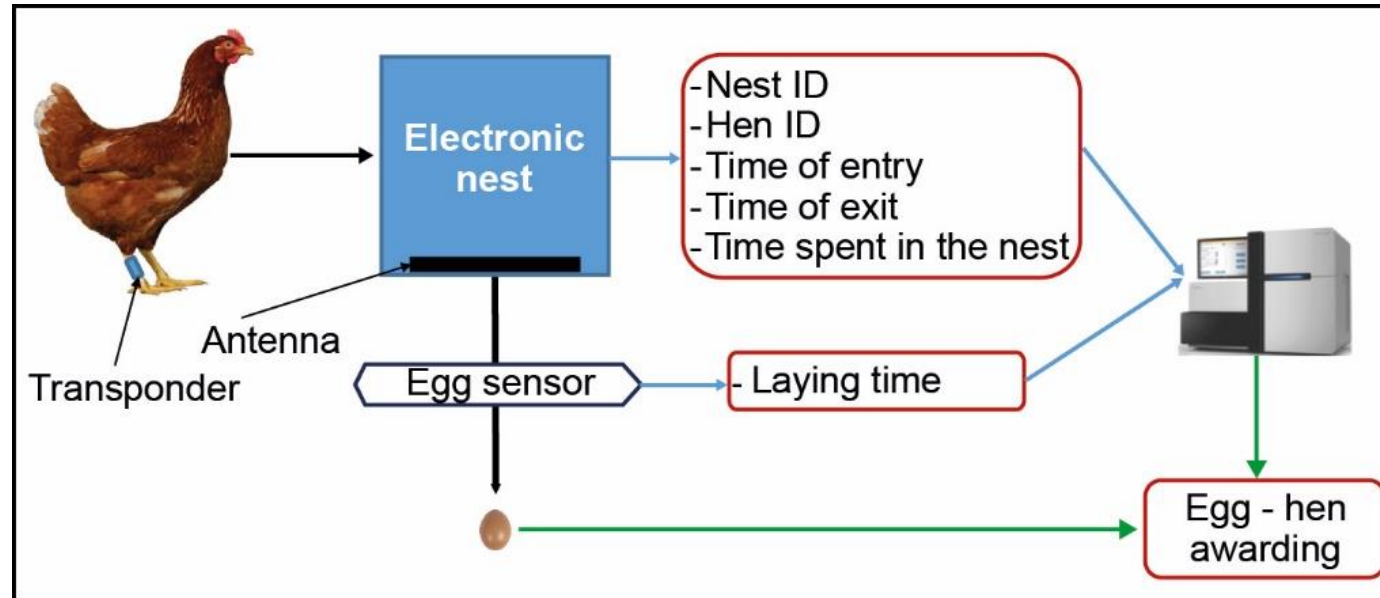 Electronic
nest
- Nest ID
- Hen ID
- Time of entry
- Time of exit
- Time spent in the nest
Antenna
Transponder
Egg sensor
- Laying time
Egg - hen
awarding